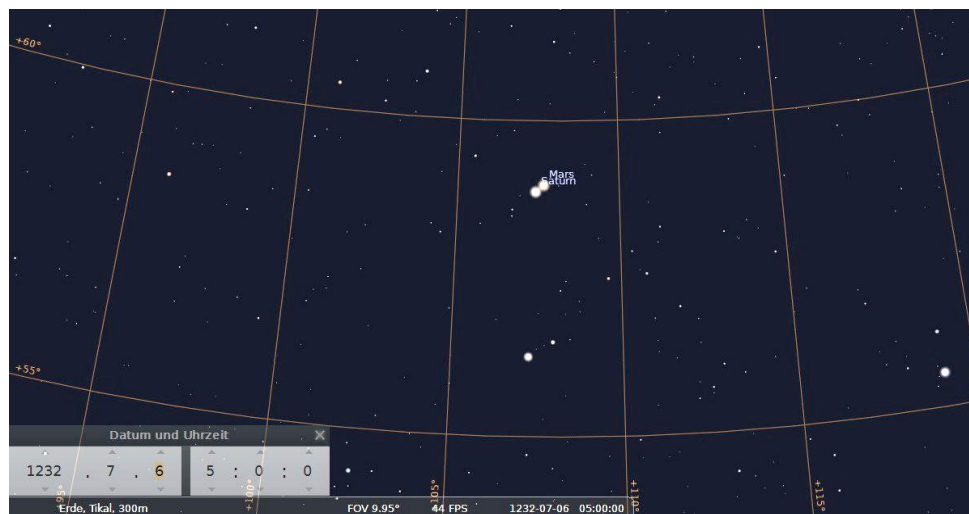 +60°
Mars
Saturn
+55°
Datum und Uhrzeit
1232 . 7 . 6 5 : 0 : 0
+95°
+100°
+105°
+110°
+115°
Erde, Tikal, 300m FOV 9.95° 44 FPS 1232-07-06 05:00:00